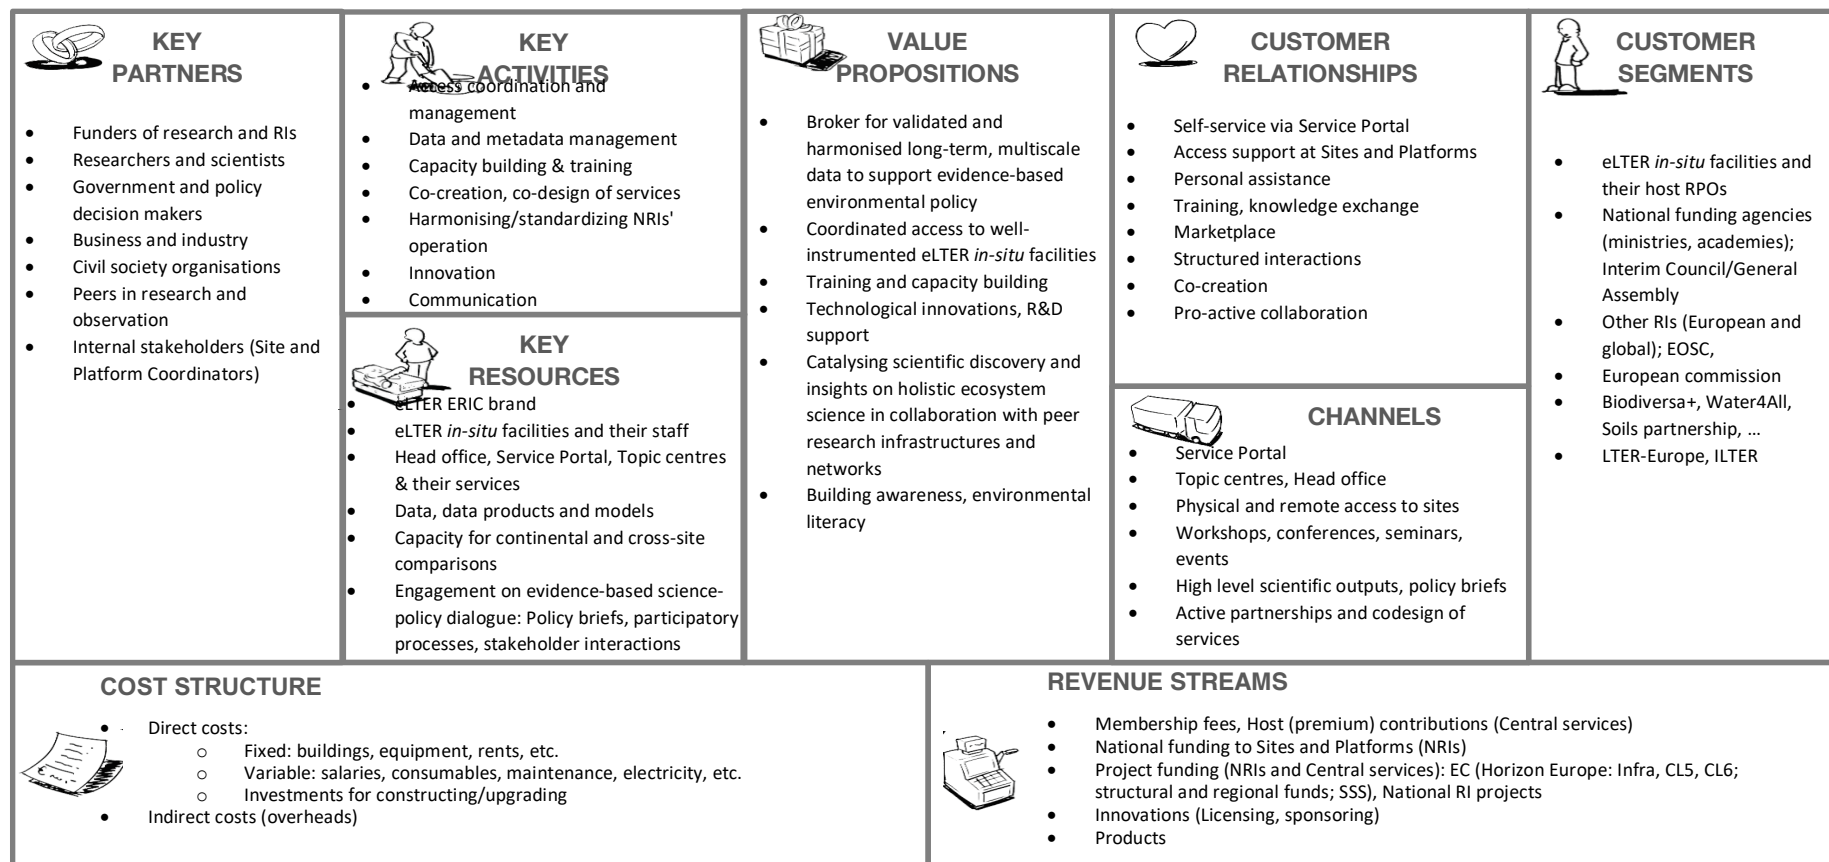 KEY
PARTNERS
Funders of research and RIs
Researchers and scientists
Government and policy
decision makers
Business and industry
Civil society organisations
Peers in research and
observation
Internal stakeholders (Site and
Platform Coordinators)
KEY
ACTIVITIES
Access coordination and
management
Data and metadata management
Capacity building & training
Co-creation, co-design of services
Harmonising/standardizing NRIs'
operation
Innovation
Communication
KEY
RESOURCES
eLTER ERIC brand
eLTER in-situ facilities and their staff
Head office, Service Portal, Topic centres
& their services
Data, data products and models
Capacity for continental and cross-site
comparisons
Engagement on evidence-based science-
policy dialogue: Policy briefs, participatory
processes, stakeholder interactions
VALUE
PROPOSITIONS
Broker for validated and
harmonised long-term, multiscale
data to support evidence-based
environmental policy
Coordinated access to well-
instrumented eLTER in-situ facilities
Training and capacity building
Technological innovations, R&D
support
Catalysing scientific discovery and
insights on holistic ecosystem
science in collaboration with peer
research infrastructures and
networks
Building awareness, environmental
literacy
CUSTOMER
RELATIONSHIPS
Self-service via Service Portal
Access support at Sites and Platforms
Personal assistance
Training, knowledge exchange
Marketplace
Structured interactions
Co-creation
Pro-active collaboration
CHANNELS
Service Portal
Topic centres, Head office
Physical and remote access to sites
Workshops, conferences, seminars,
events
High level scientific outputs, policy briefs
Active partnerships and codesign of
services
CUSTOMER
SEGMENTS
eLTER in-situ facilities and
their host RPOs
National funding agencies
(ministries, academies);
Interim Council/General
Assembly
Other RIs (European and
global); EOSC,
European commission
Biodiversa+, Water4All,
Soils partnership, ...
LTER-Europe, ILTER
COST STRUCTURE
Direct costs:
Fixed: buildings, equipment, rents, etc.
Variable: salaries, consumables, maintenance, electricity, etc.
Investments for constructing/upgrading
Indirect costs (overheads)
REVENUE STREAMS
Membership fees, Host (premium) contributions (Central services)
National funding to Sites and Platforms (NRIs)
Project funding (NRIs and Central services): EC (Horizon Europe: Infra, CL5, CL6;
structural and regional funds; SSS), National RI projects
Innovations (Licensing, sponsoring)
Products